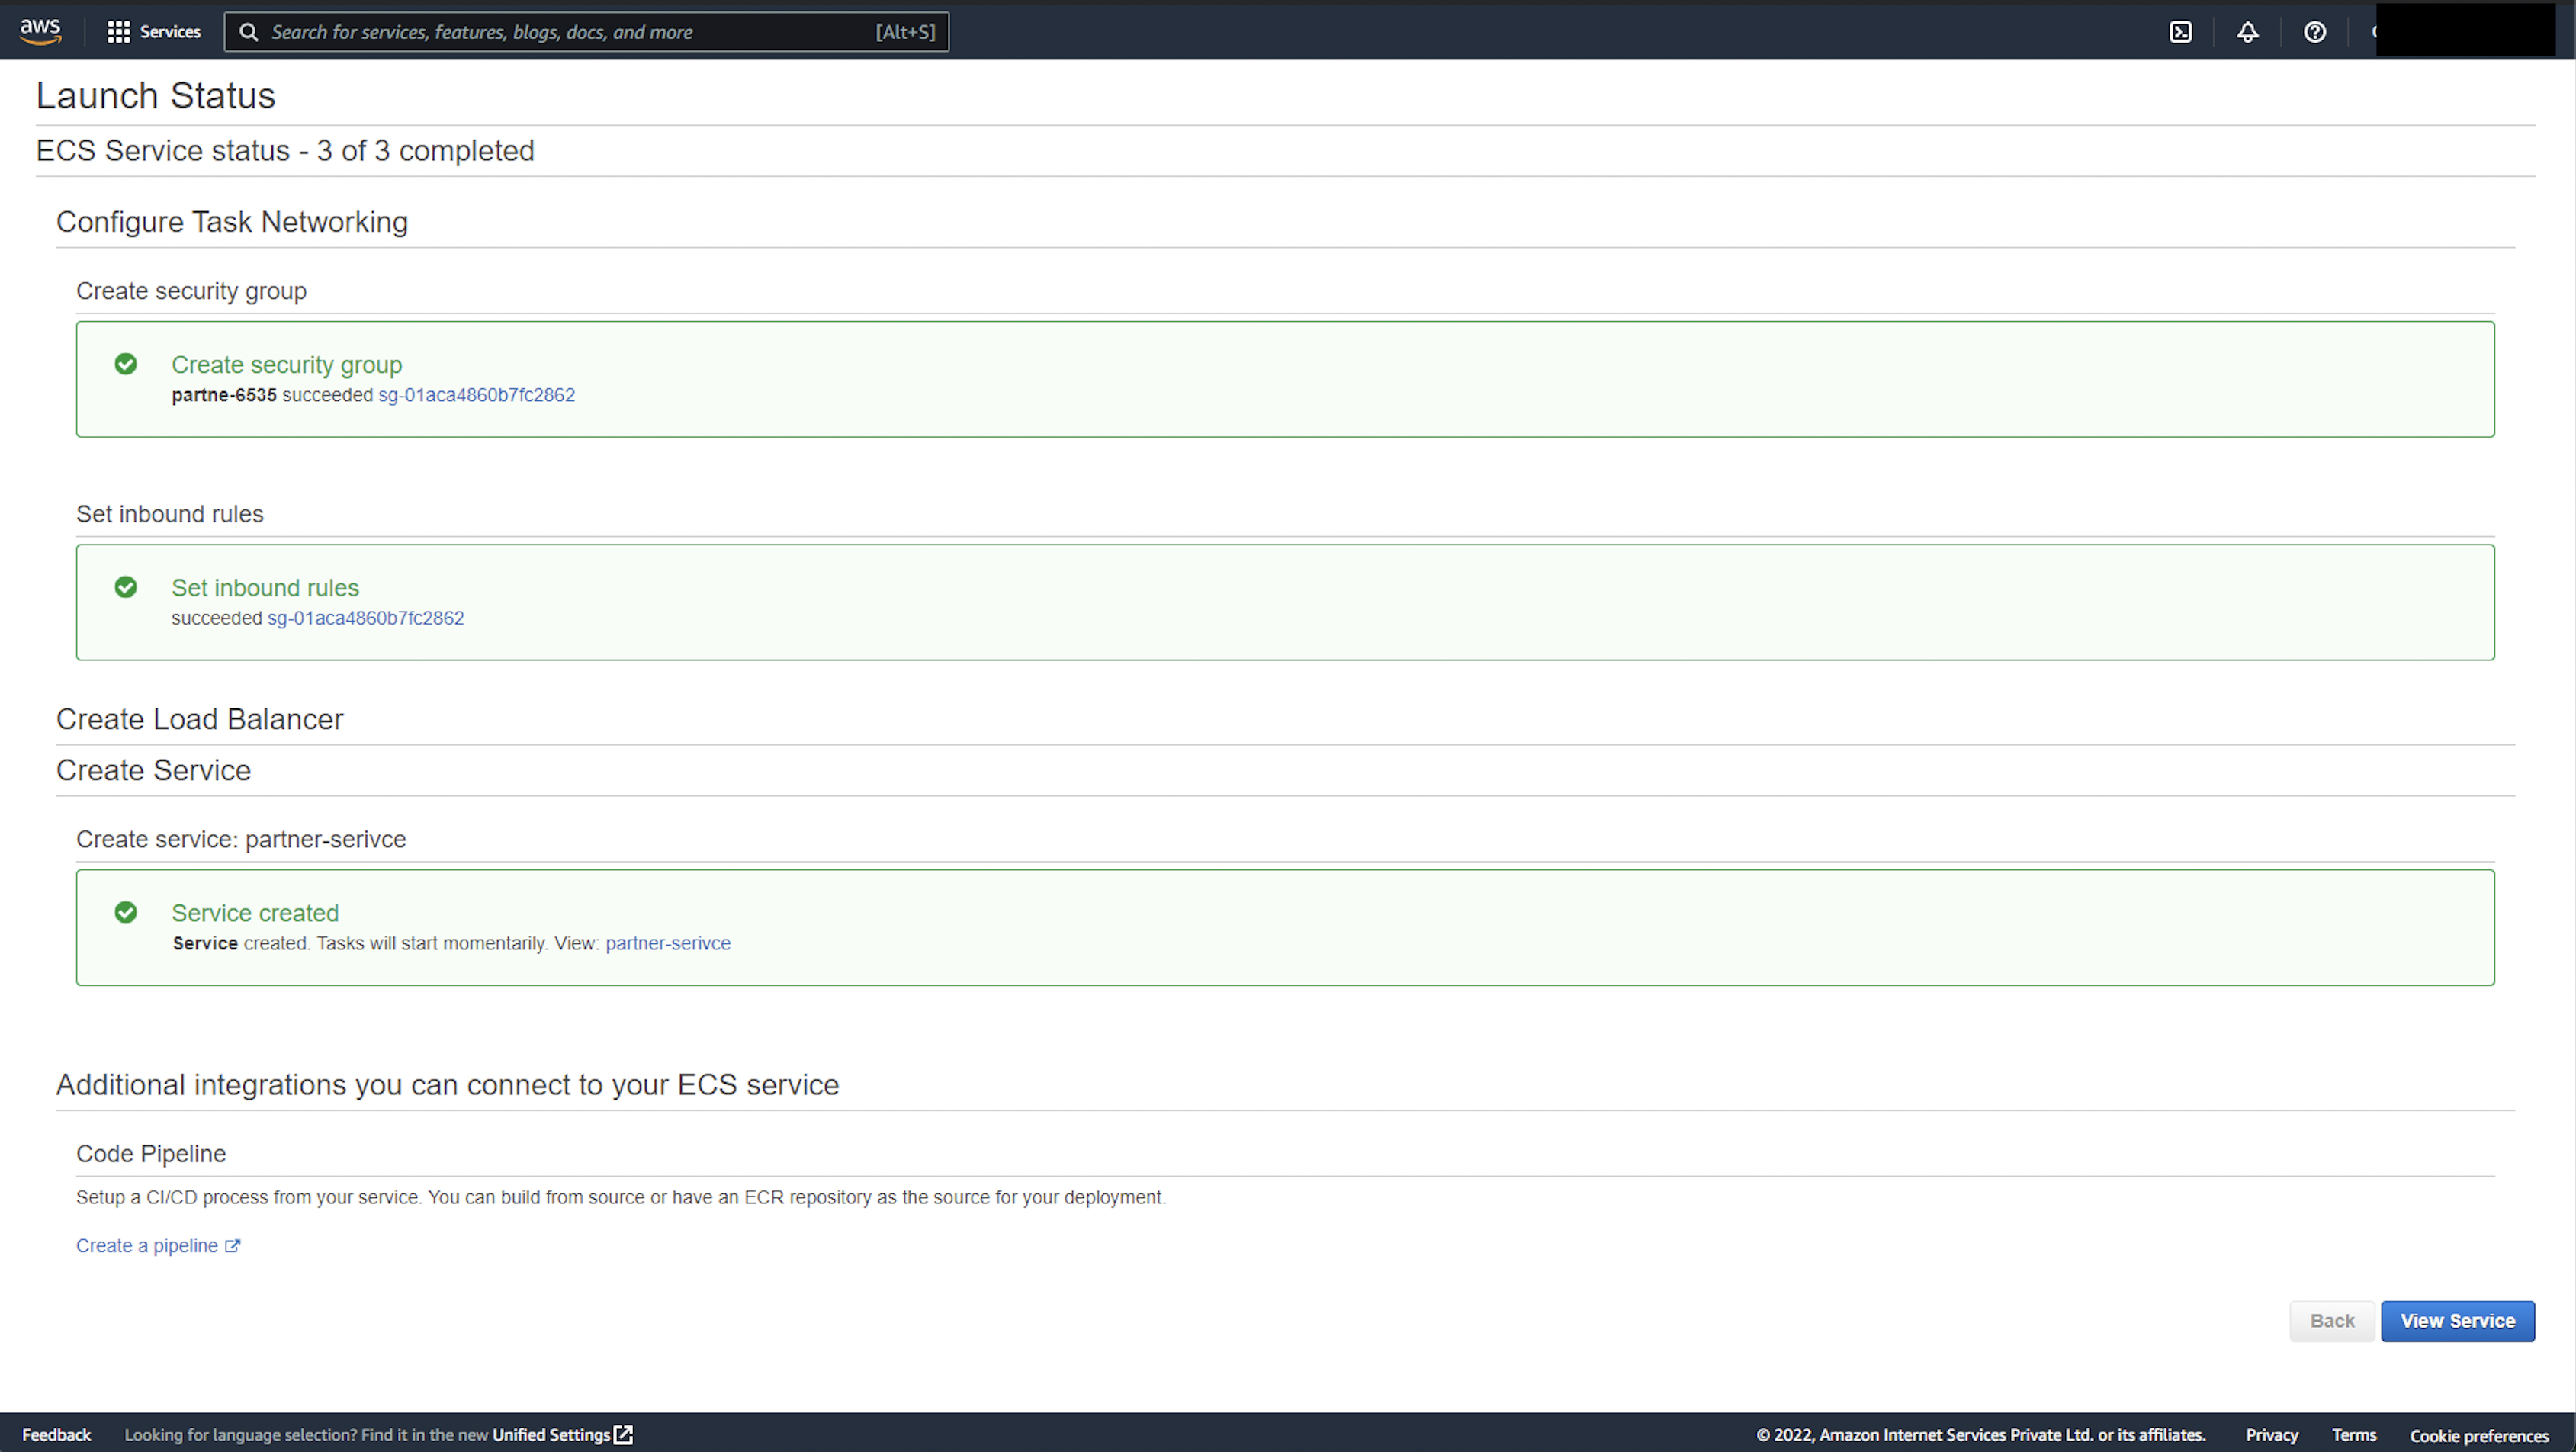 aws Services Search for services, features, blogs, docs, and more [Alt+S]
Launch Status
ECS Service status - 3 of 3 completed
Configure Task Networking
Create security group
Create security group
partne-6535 succeeded sg-01aca4860b7fc2862
Set inbound rules
Set inbound rules
succeeded sg-01aca4860b7fc2862
Create Load Balancer
Create Service
Create service: partner-serivce
Service created
Service created. Tasks will start momentarily. View: partner-serivce
Additional integrations you can connect to your ECS service
Code Pipeline
Setup a CI/CD process from your service. You can build from source or have an ECR repository as the source for your deployment.
Create a pipeline
Back View Service
Feedback Looking for language selection? Find it in the new Unified Settings © 2022, Amazon Internet Services Private Ltd. or its affiliates. Privacy Terms Cookie preferences